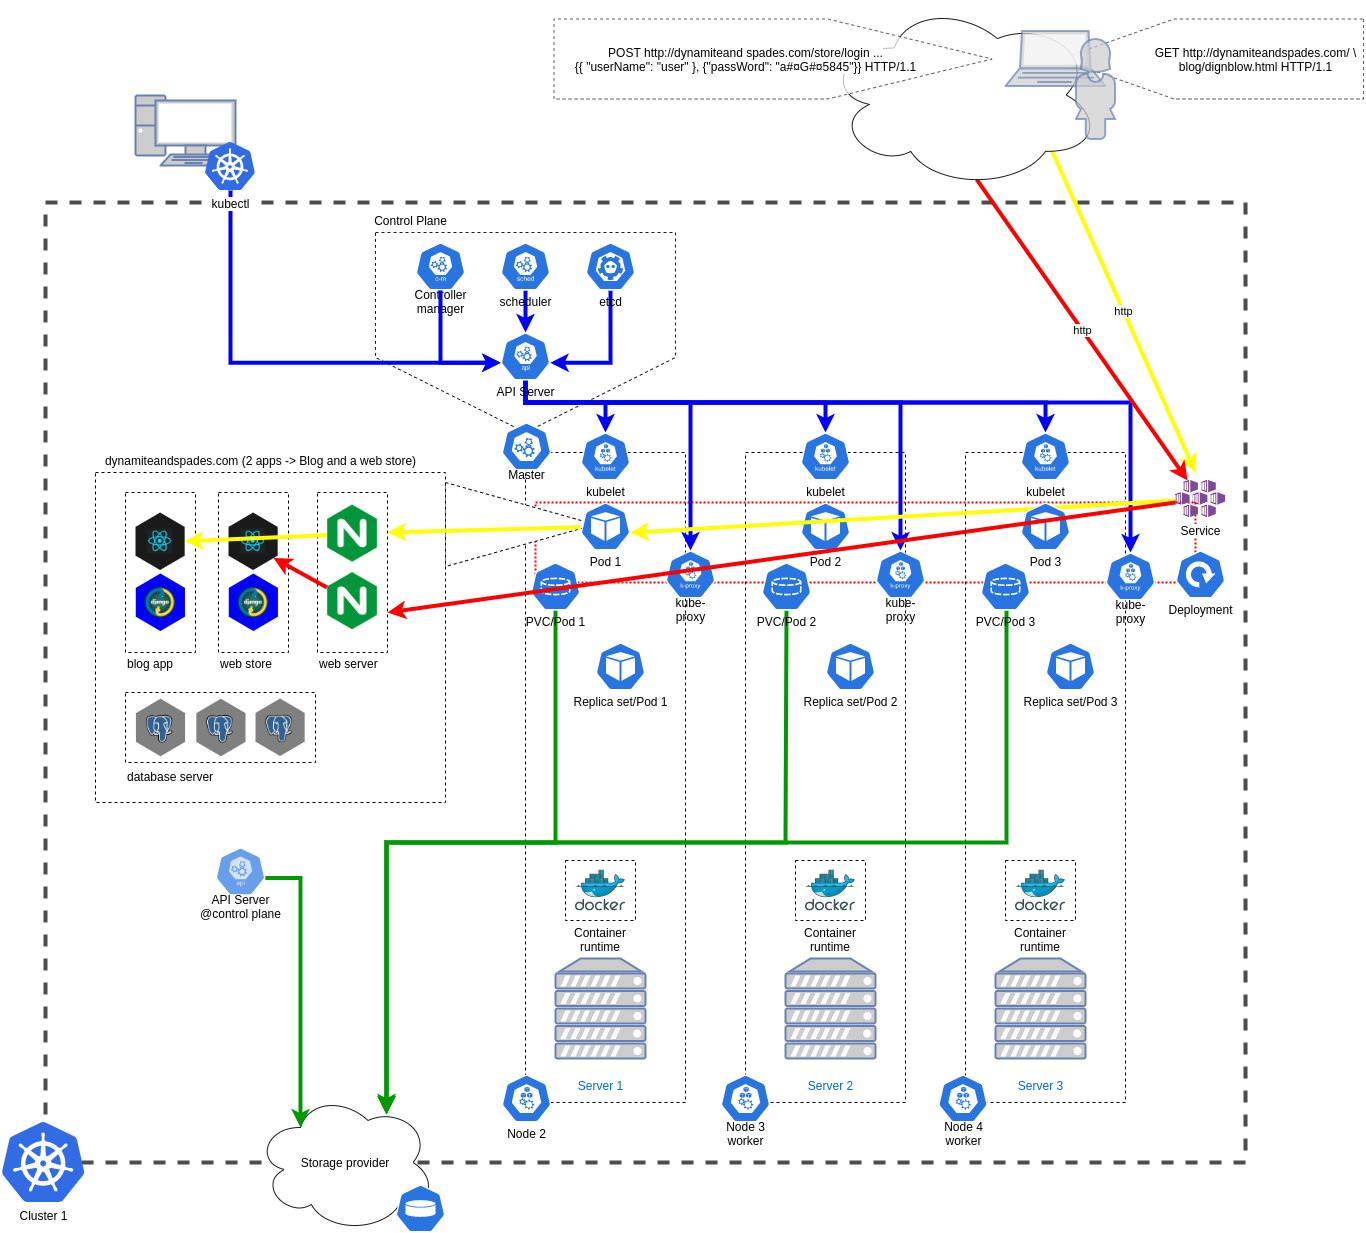 POST http://dynamiteand spades.com/store/login ...
{{ "userName": "user" }, {"passWord": "a#¤G#¤5845"}} HTTP/1.1
GET http://dynamiteandspades.com/ \
blog/dignblow.html HTTP/1.1
kubectl
Control Plane
c-m
sched
Controller
manager
scheduler
etcd
http
http
api
API Server
Master
kubelet
kubelet
kubelet
kubelet
kubelet
kubelet
dynamiteandspades.com (2 apps -> Blog and a web store)
Service
Pod 1
Pod 2
Pod 3
k-proxy
k-proxy
k-proxy
kube-
proxy
kube-
proxy
kube-
proxy
Deployment
django
django
PVC/Pod 1
PVC/Pod 2
PVC/Pod 3
blog app
web store
web server
Replica set/Pod 1
Replica set/Pod 2
Replica set/Pod 3
database server
api
API Server
@control plane
docker
docker
docker
Container
runtime
Container
runtime
Container
runtime
Server 1
Server 2
Server 3
Node 2
Node 3
worker
Node 4
worker
Storage provider
Cluster 1